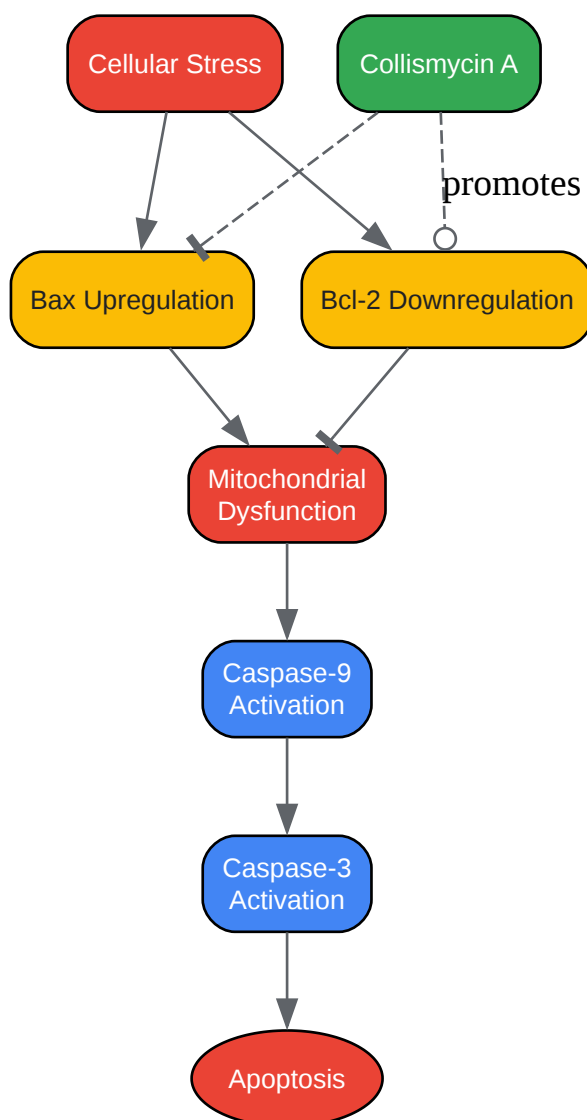 Cellular Stress
Collismycin A
promotes
Bax Upregulation
Bcl-2 Downregulation
Mitochondrial
Dysfunction
Caspase-9
Activation
Caspase-3
Activation
Apoptosis